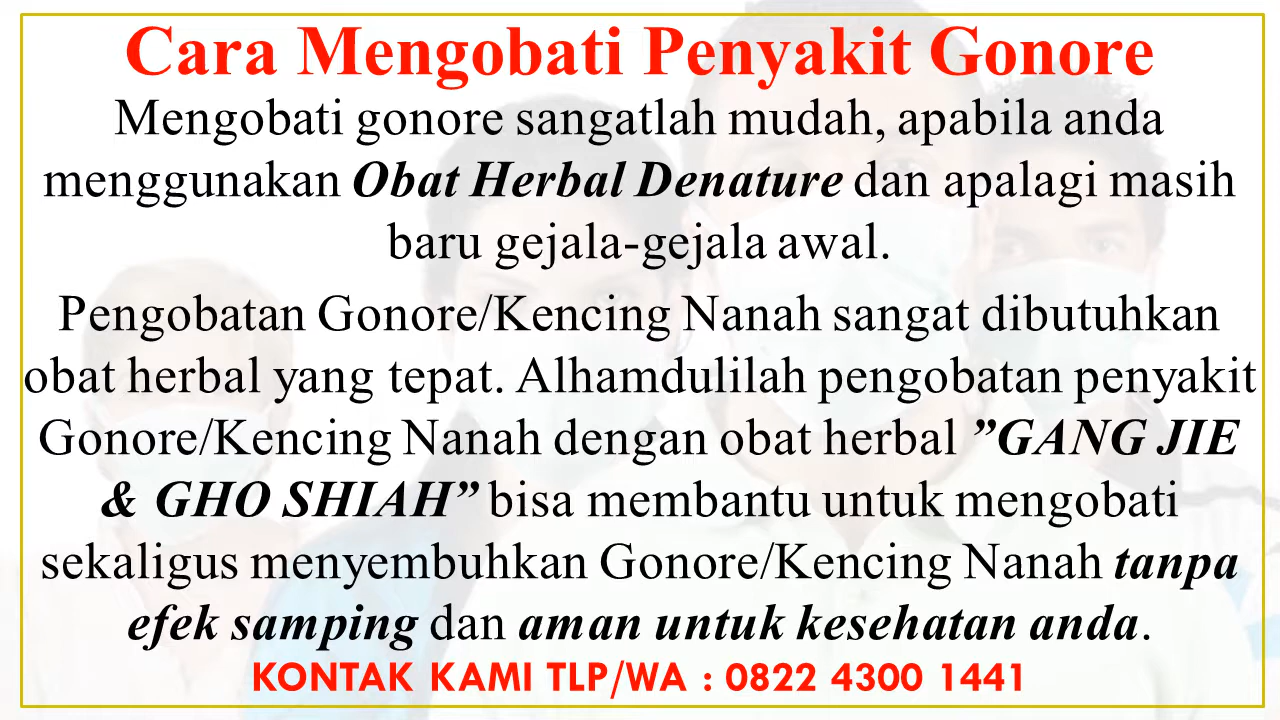 Cara Mengobati Penyakit Gonore
Mengobati gonore sangatlah mudah, apabila anda
menggunakan Obat Herbal Denature dan apalagi masih
baru gejala-gejala awal.
Pengobatan Gonore/Kencing Nanah sangat dibutuhkan
obat herbal yang tepat. Alhamdulilah pengobatan penyakit
Gonore/Kencing Nanah dengan obat herbal ”GANG JIE
& GHO SHIAH” bisa membantu untuk mengobati
sekaligus menyembuhkan Gonore/Kencing Nanah tanpa
efek samping dan aman untuk kesehatan anda.
KONTAK KAMI TLP/WA : 0822 4300 1441